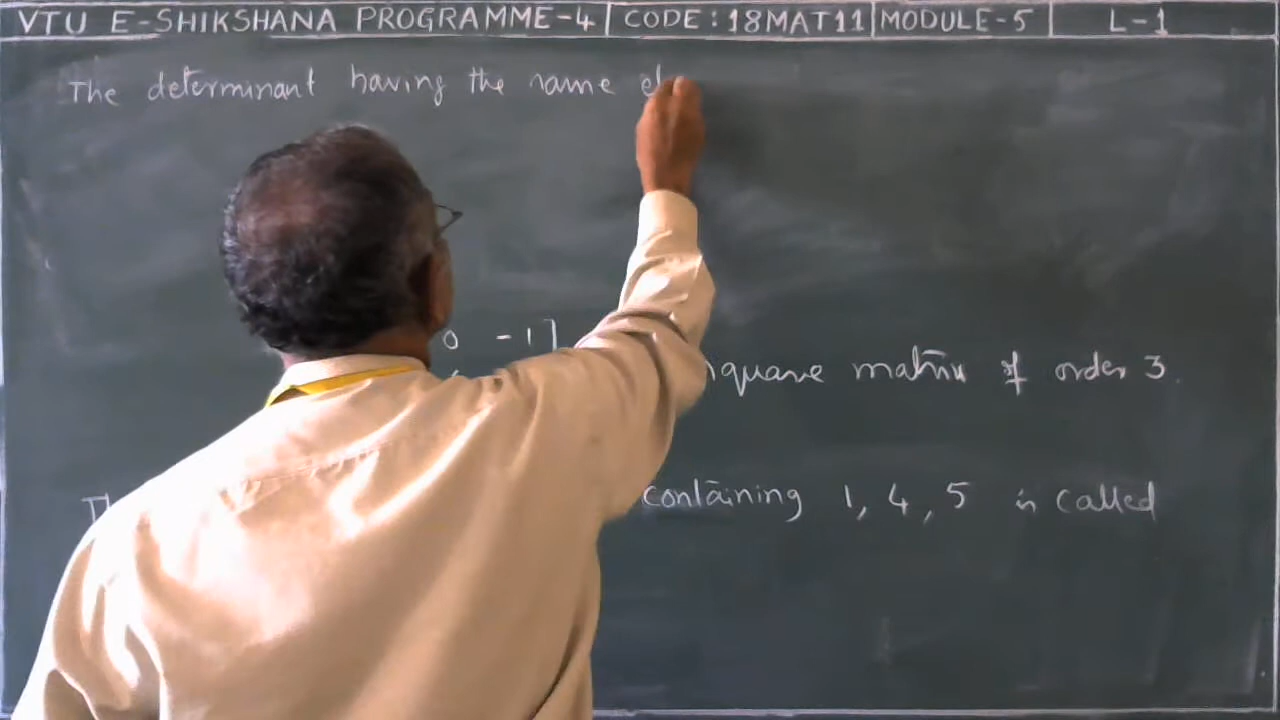 VTU E-SHIKSHANA PROGRAMME-4 | CODE : 18MAT11 | MODULE-5 | L-1
The determinant having the same
0 -1] square matrix of order 3.
containing 1, 4, 5 is called